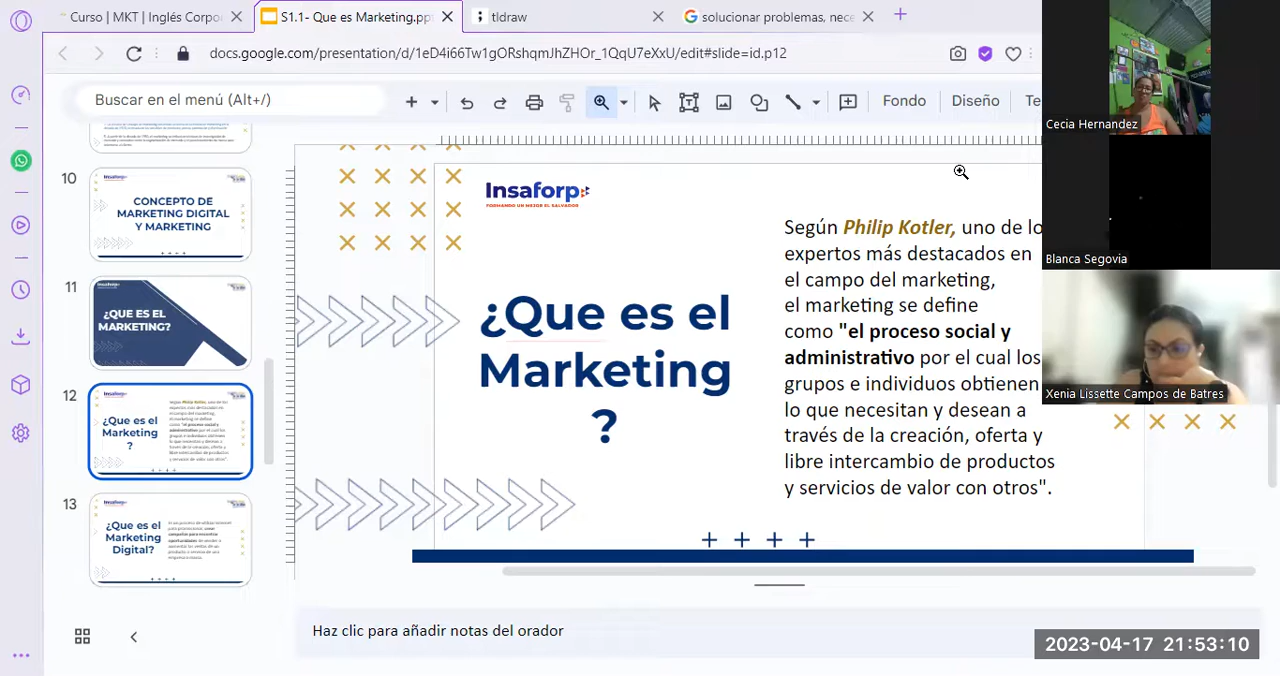 Curso | MKT | Inglés Corpo
S1.1- Que es Marketing.pp
tldraw
solucionar problemas, nece
docs.google.com/presentation/d/1eD4i66Tw1gORshqmJhZHOr_1QqU7eXxU/edit#slide=id.p12
Buscar en el menú (Alt+/)
Fondo
Diseño
Te
10
Insaforp
CONCEPTO DE
MARKETING DIGITAL
Y MARKETING
11
Insaforp
¿QUE ES EL
MARKETING?
12
Insaforp
¿Que es el
Marketing
?
13
Insaforp
¿Que es el
Marketing
Digital?
Insaforp
FORMANDO UN MEJOR EL SALVADOR
¿Que es el
Marketing
?
Según Philip Kotler, uno de lo
expertos más destacados en
el campo del marketing,
el marketing se define
como "el proceso social y
administrativo por el cual los
grupos e individuos obtienen
lo que necesitan y desean a
través de la creación, oferta y
libre intercambio de productos
y servicios de valor con otros".
Haz clic para añadir notas del orador
Cecia Hernandez
Blanca Segovia
Xenia Lissette Campos de Batres
2023-04-17 21:53:10